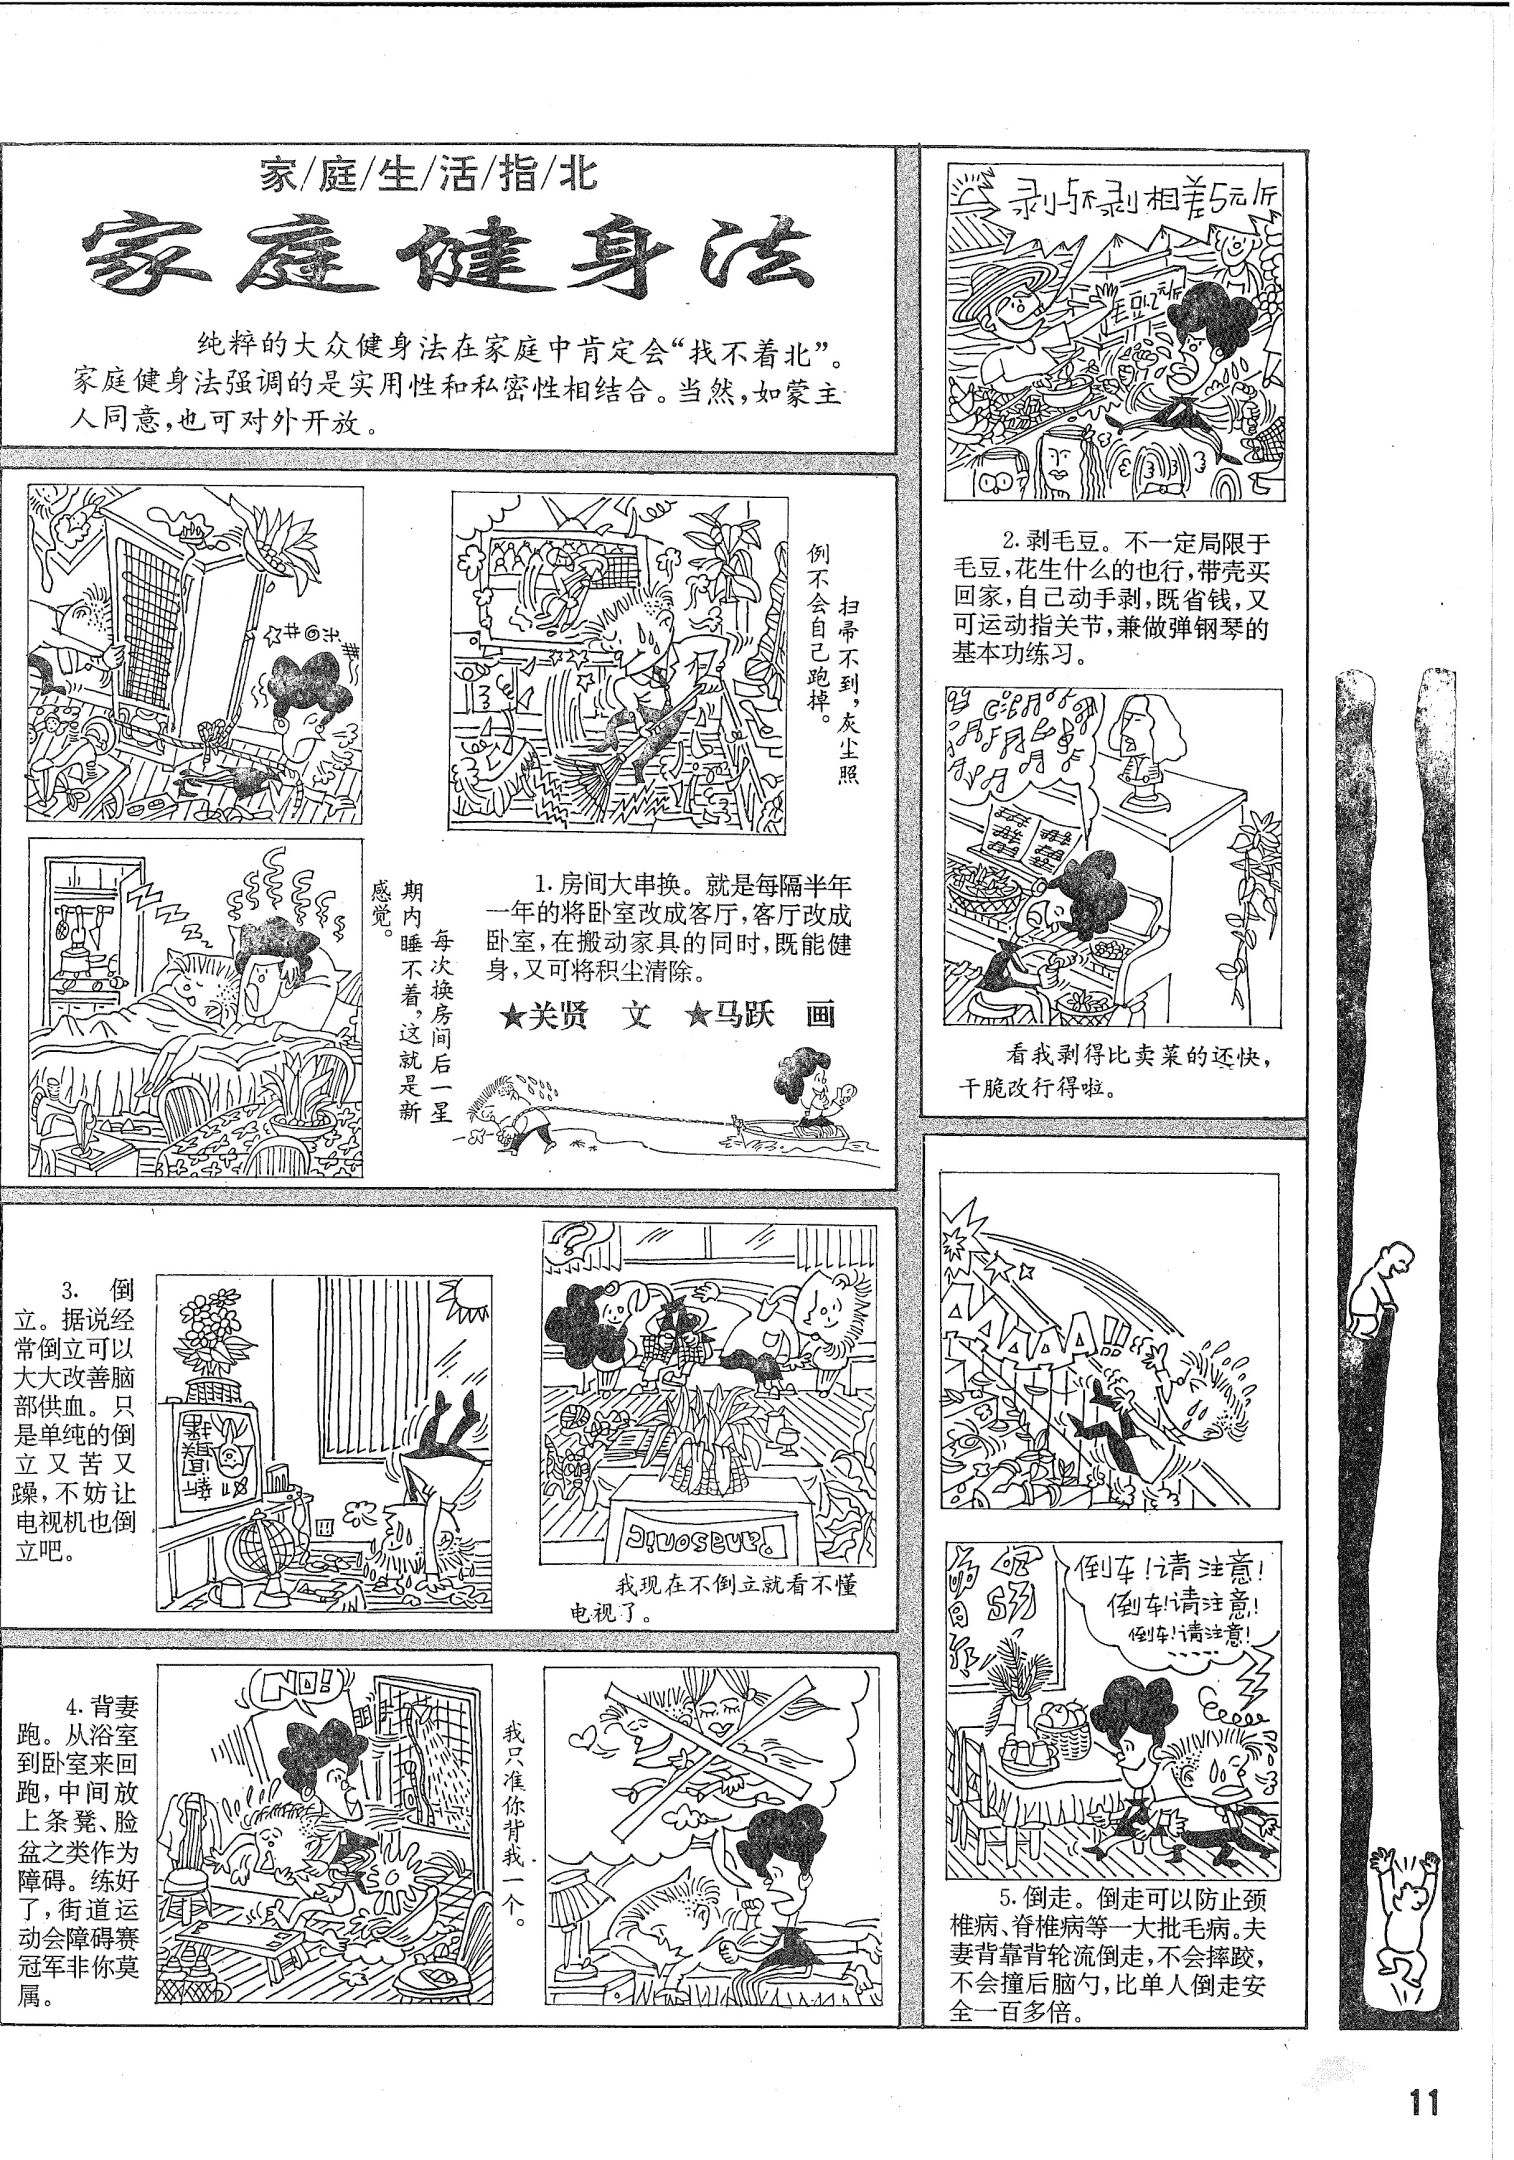 家/庭/生/活/指/北
家庭健身法
纯粹的大众健身法在家庭中肯定会“找不着北”。
家庭健身法强调的是实用性和私密性相结合。当然,如蒙主
人同意,也可对外开放。
扫帚不到,灰尘照
例不会自己跑掉。
每次换房间后一星
期内睡不着,这就是新
感觉。
1.房间大串换。就是每隔半年
一年的将卧室改成客厅,客厅改成
卧室,在搬动家具的同时,既能健
身,又可将积尘清除。
★关贤 文 ★马跃 画
剥与不剥相差5元/斤
毛豆1.2元/斤
2.剥毛豆。不一定局限于
毛豆,花生什么的也行,带壳买
回家,自己动手剥,既省钱,又
可运动指关节,兼做弹钢琴的
基本功练习。
看我剥得比卖菜的还快,
干脆改行得啦。
3. 倒
立。据说经
常倒立可以
大大改善脑
部供血。只
是单纯的倒
立又苦又
躁,不妨让
电视机也倒
立吧。
Panasonic
我现在不倒立就看不懂
电视了。
4.背妻
跑。从浴室
到卧室来回
跑,中间放
上条凳、脸
盆之类作为
障碍。练好
了,街道运
动会障碍赛
冠军非你莫
属。
NO!
我只准你背我一个。
AAAAAA!!
倒车!请注意!
倒车!请注意!
倒车!请注意!
......
5.倒走。倒走可以防止颈
椎病、脊椎病等一大批毛病。夫
妻背靠背轮流倒走,不会摔跤,
不会撞后脑勺,比单人倒走安
全一百多倍。
11